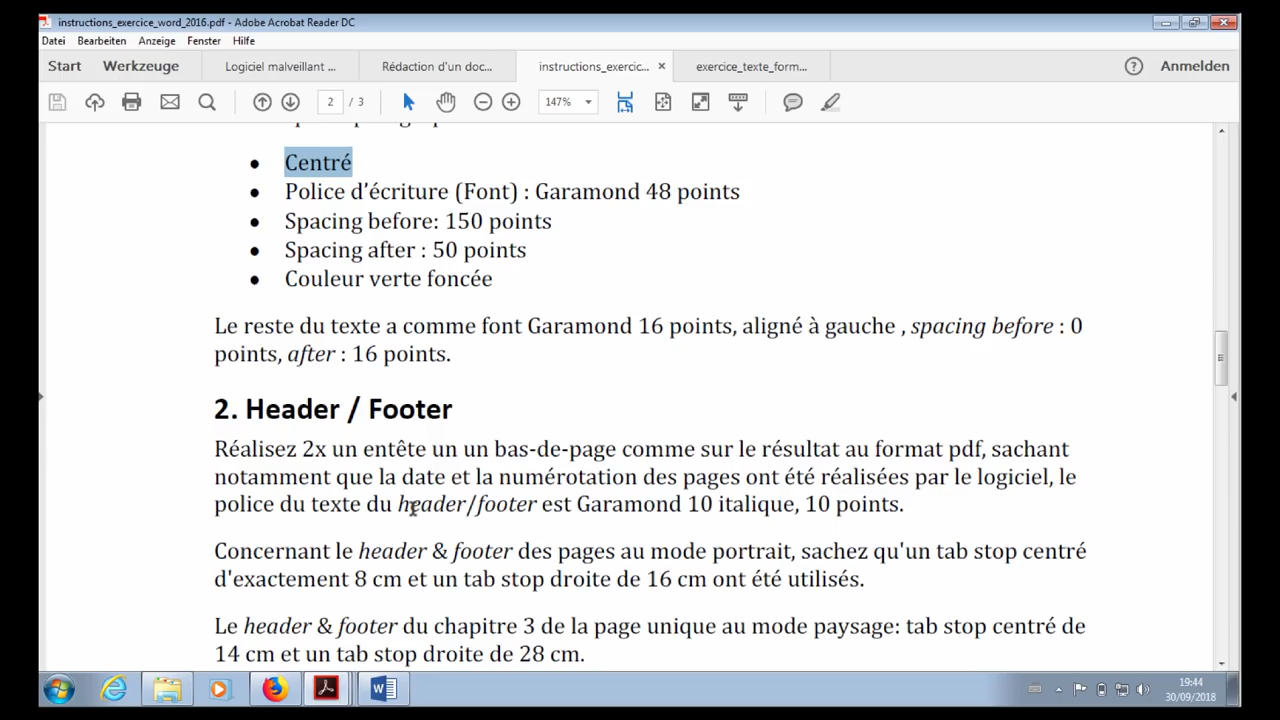 instructions_exercice_word_2016.pdf - Adobe Acrobat Reader DC
Datei Bearbeiten Anzeige Fenster Hilfe
Start Werkzeuge Logiciel malveillant ... Rédaction d'un doc... instructions_exercic... exercice_texte_form... Anmelden
2 / 3 147%
• Centré
• Police d’écriture (Font) : Garamond 48 points
• Spacing before: 150 points
• Spacing after : 50 points
• Couleur verte foncée
Le reste du texte a comme font Garamond 16 points, aligné à gauche , spacing before : 0
points, after : 16 points.
2. Header / Footer
Réalisez 2x un entête un un bas-de-page comme sur le résultat au format pdf, sachant
notamment que la date et la numérotation des pages ont été réalisées par le logiciel, le
police du texte du header/footer est Garamond 10 italique, 10 points.
Concernant le header & footer des pages au mode portrait, sachez qu'un tab stop centré
d'exactement 8 cm et un tab stop droite de 16 cm ont été utilisés.
Le header & footer du chapitre 3 de la page unique au mode paysage: tab stop centré de
14 cm et un tab stop droite de 28 cm.
19:44
30/09/2018